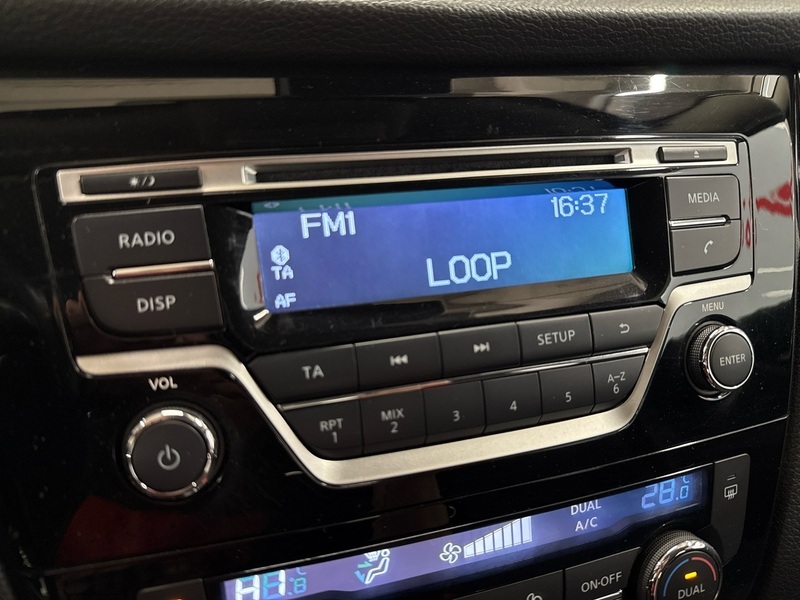 FM1 16:37
TA
LOOP
AF
RADIO
DISP
MEDIA
MENU
ENTER
VOL
TA
SETUP
RPT 1
MIX 2
3
4
5
A-Z 6
DUAL
A/C
28.0
ON·OFF
DUAL